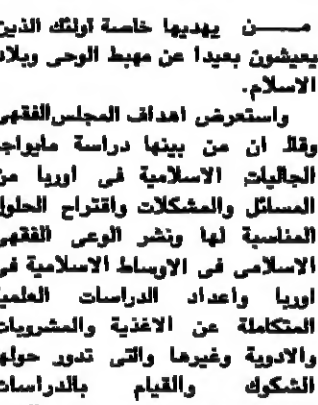 مـــن يهديها خاصة أولئك الذين
يعيشون بعيدا عن مهبط الوحى وبلاد
الاسلام.
واستعرض اهداف المجلس الفقهى
وقال ان من بينها دراسة مايواجه
الجاليات الاسلامية فى اوربا من
المسائل والمشكلات واقتراح الحلول
المناسبة لها ونشر الوعى الفقهى
الاسلامى فى الاوساط الاسلامية فى
اوربا واعداد الدراسات العلمية
المتكاملة عن الاغذية والمشروبات
والادوية وغيرها والتى تدور حولها
الشكوك والقيام بالدراسات